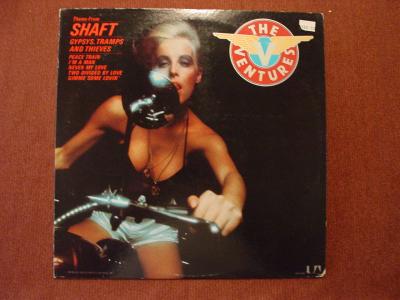 Theme From
SHAFT
GYPSYS, TRAMPS
AND THIEVES
PEACE TRAIN
I'M A MAN
NEVER MY LOVE
TWO DIVIDED BY LOVE
GIMME SOME LOVIN'
THE
VENTURES
UA